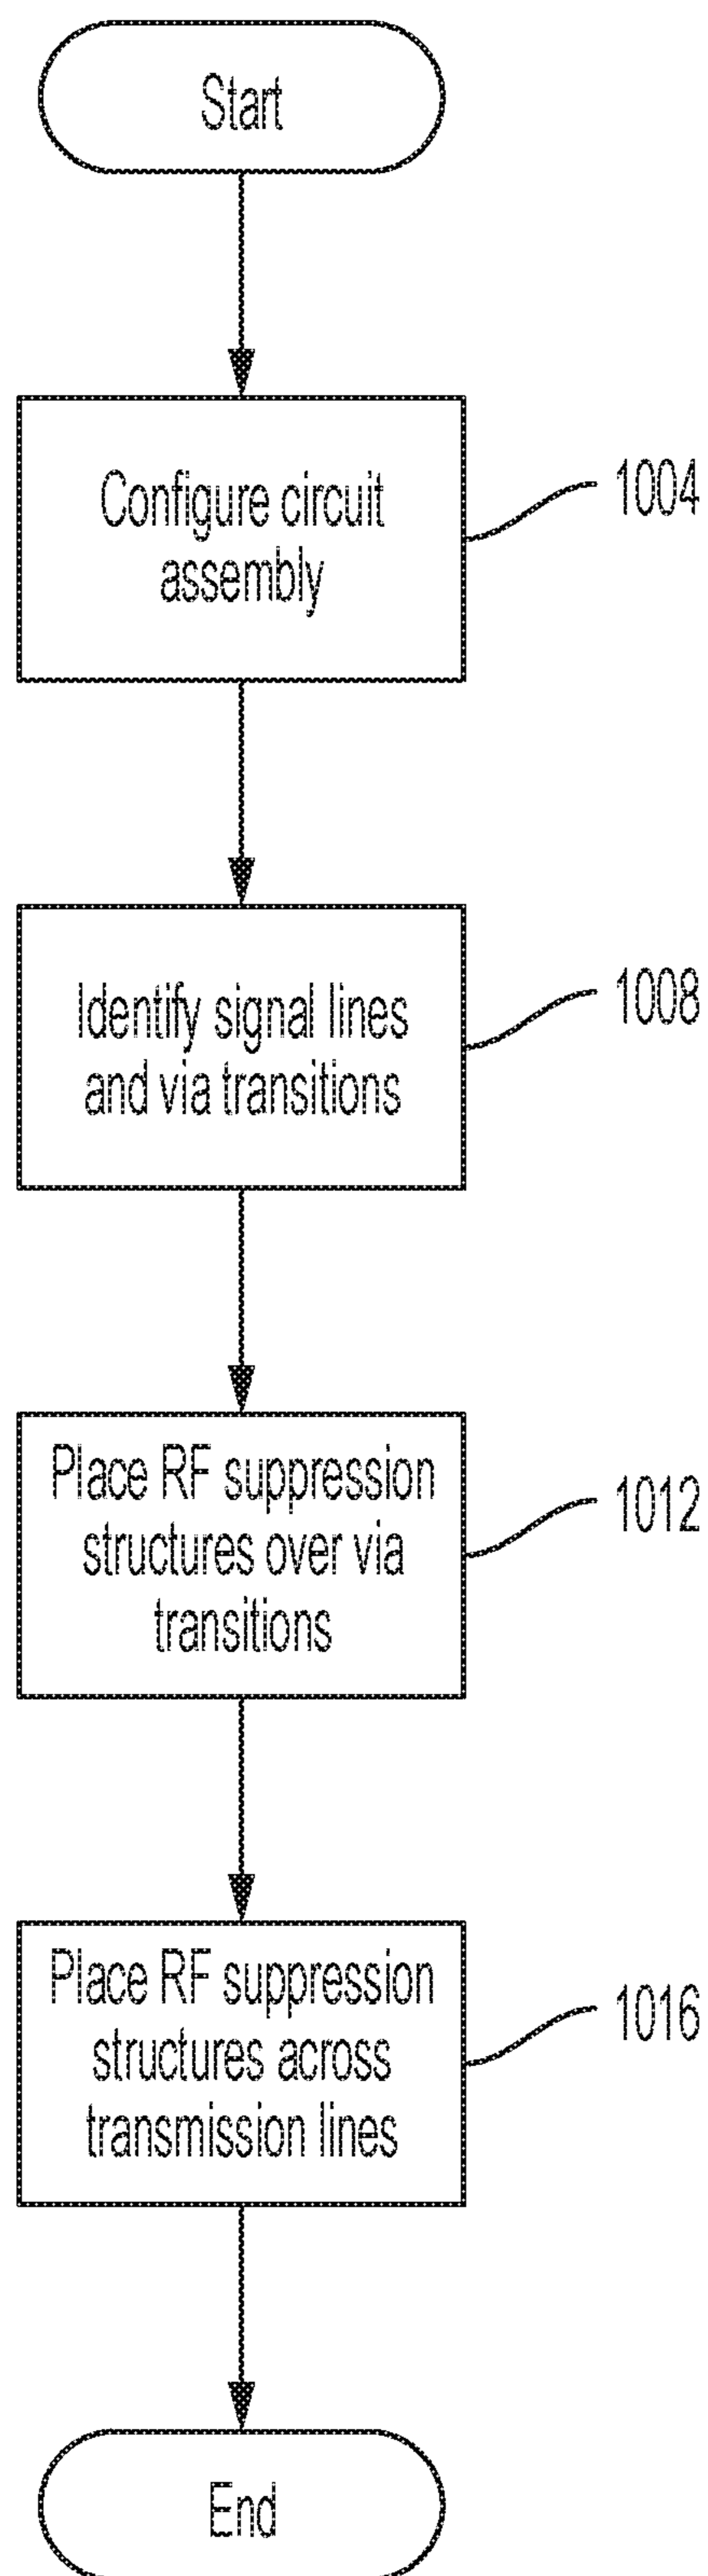 Start
Configure circuit
assembly
1004
Identify signal lines
and via transitions
1008
Place RF suppression
structures over via
transitions
1012
Place RF suppression
structures across
transmission lines
1016
End